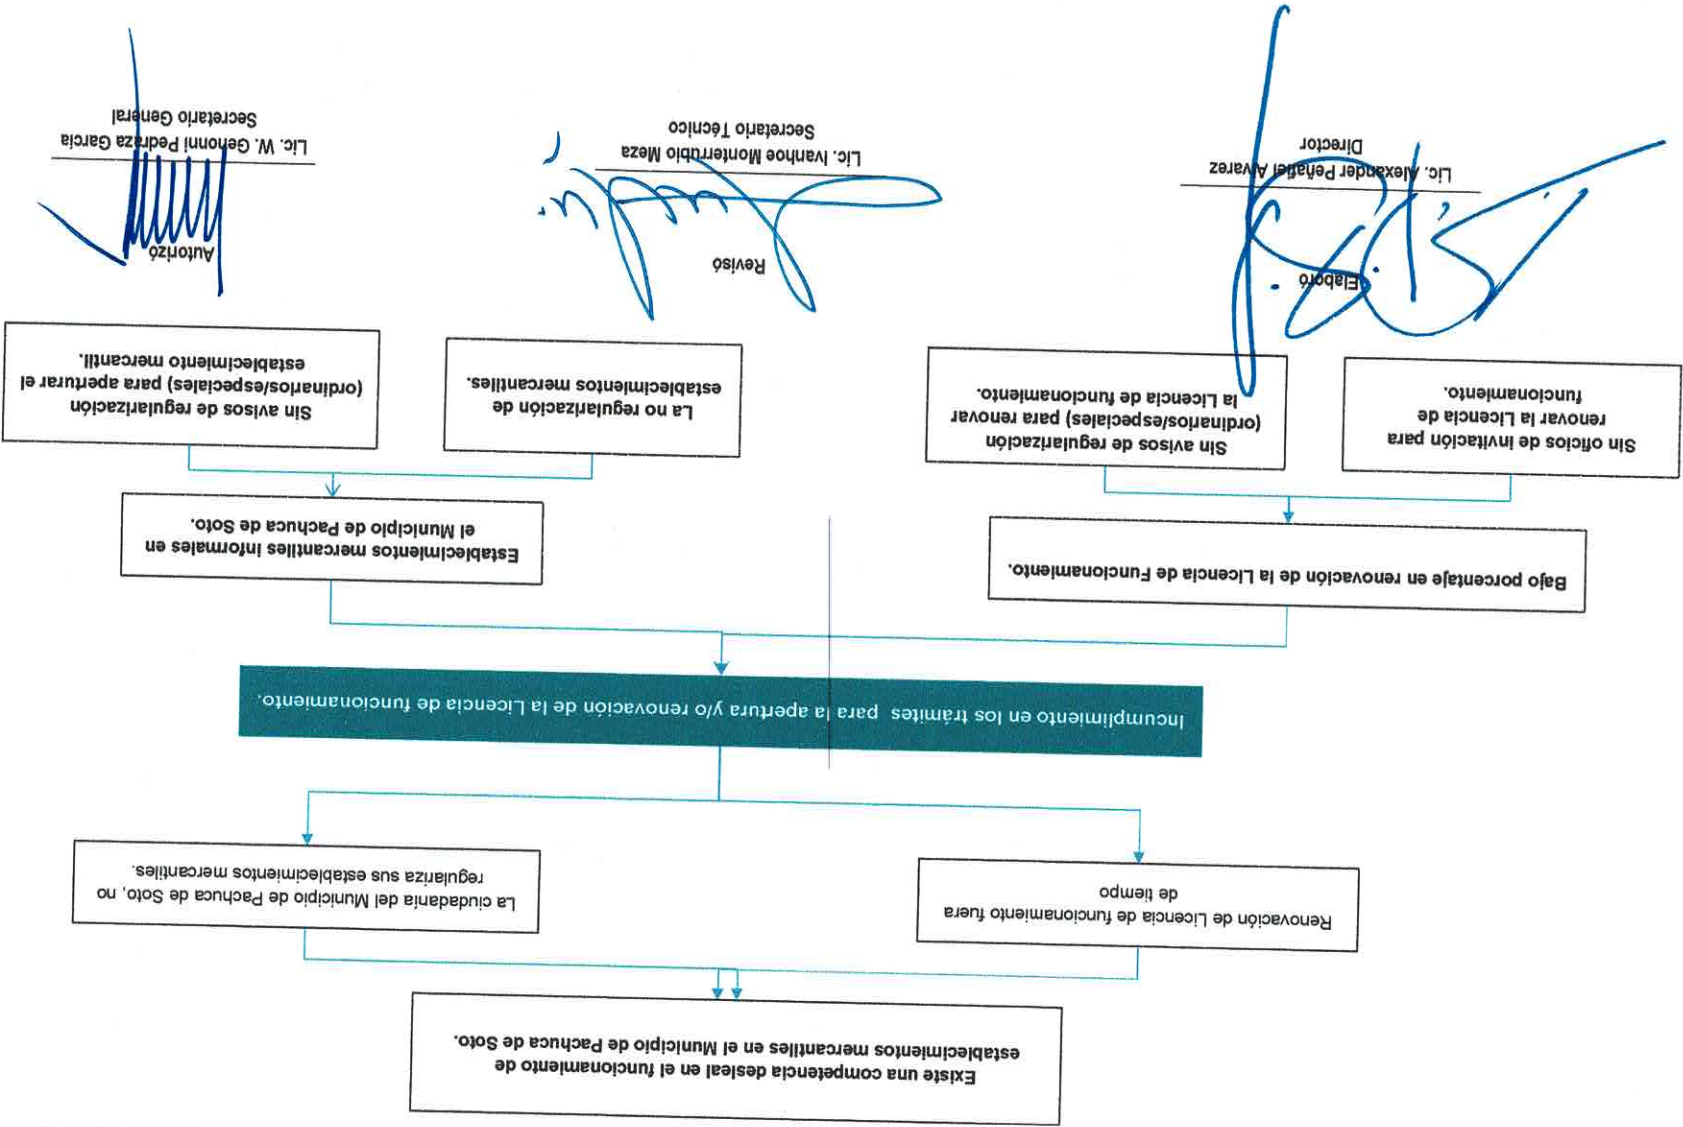 Existe una competencia desleal en el funcionamiento de
establecimientos mercantiles en el Municipio de Pachuca de Soto.
Renovación de Licencia de funcionamiento fuera
de tiempo
La ciudadanía del Municipio de Pachuca de Soto, no
regulariza sus establecimientos mercantiles.
Incumplimiento en los trámites para la apertura y/o renovación de la Licencia de funcionamiento.
Bajo porcentaje en renovación de la Licencia de Funcionamiento.
Establecimientos mercantiles informales en
el Municipio de Pachuca de Soto.
Sin oficios de invitación para
renovar la Licencia de
funcionamiento.
Sin avisos de regularización
(ordinarios/especiales) para renovar
la Licencia de funcionamiento.
La no regularización de
establecimientos mercantiles.
Sin avisos de regularización
(ordinarios/especiales) para aperturar el
establecimiento mercantil.
Elaboró
Lic. Alexander Peñafiel Alvarez
Director
Revisó
Lic. Ivanhoe Monterrubio Meza
Secretario Técnico
Autorizó
Lic. W. Gehonni Pedraza García
Secretario General